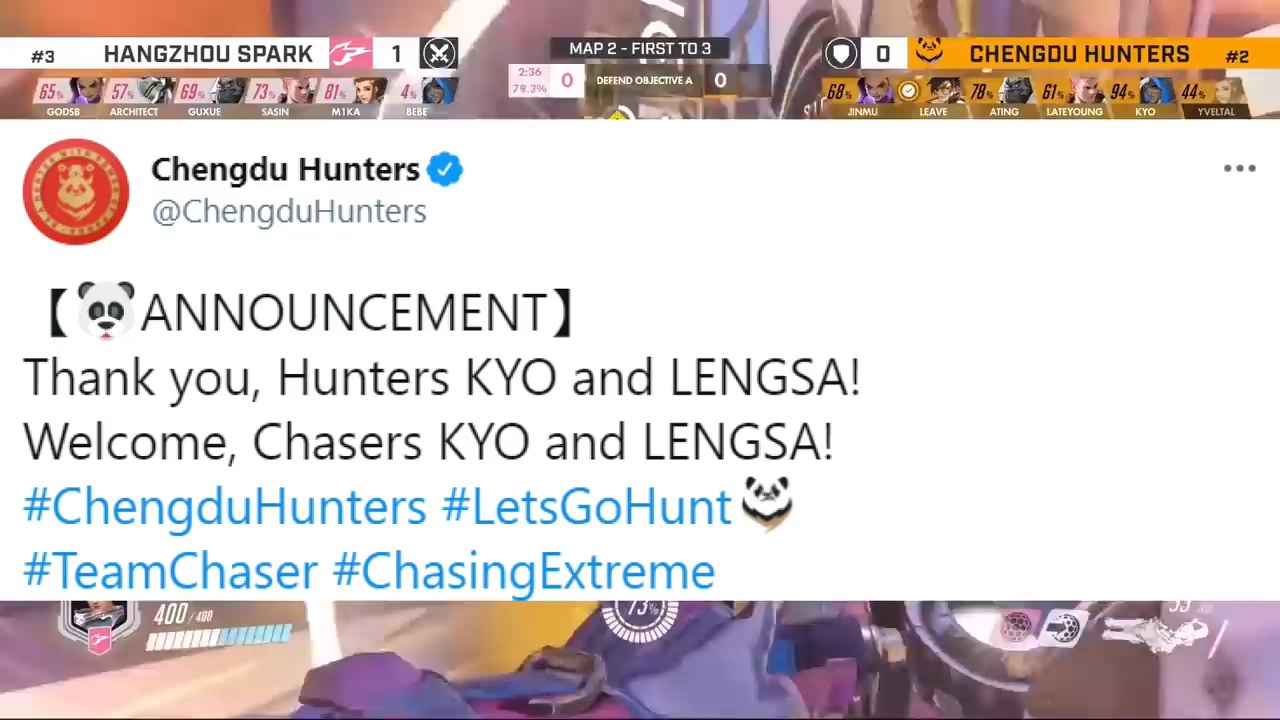 #3 HANGZHOU SPARK 1
MAP 2 - FIRST TO 3
0 CHENGDU HUNTERS #2
2:36
79.3%
0 DEFEND OBJECTIVE A 0
65% 57% 69% 73% 81% 4%
GODSB ARCHITECT GUXUE SASIN M1KA BEBE
68% 78% 61% 94% 44%
JINMU LEAVE ATING LATEYOUNG KYO YVELTAL
Chengdu Hunters
@ChengduHunters
【🐼ANNOUNCEMENT】
Thank you, Hunters KYO and LENGSA!
Welcome, Chasers KYO and LENGSA!
#ChengduHunters #LetsGoHunt
#TeamChaser #ChasingExtreme
400/400
73%